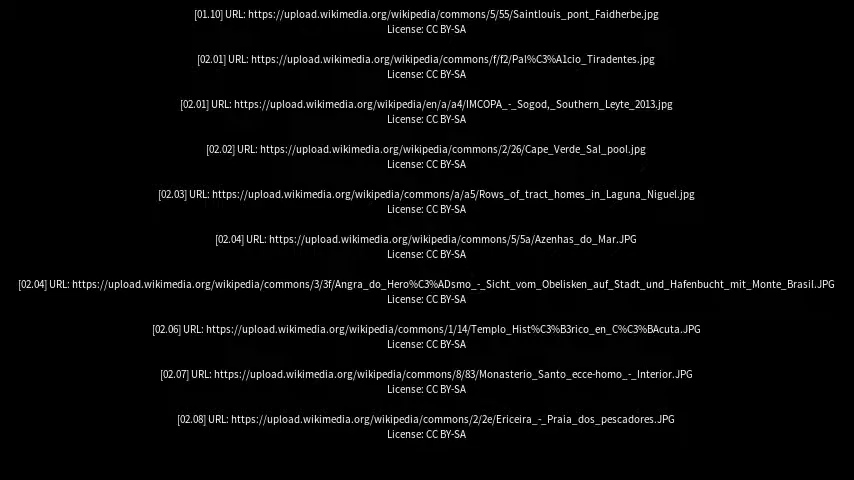 [01.10] URL: https://upload.wikimedia.org/wikipedia/commons/5/55/Saintlouis_pont_Faidherbe.jpg
License: CC BY-SA
[02.01] URL: https://upload.wikimedia.org/wikipedia/commons/f/f2/Pal%C3%A1cio_Tiradentes.jpg
License: CC BY-SA
[02.01] URL: https://upload.wikimedia.org/wikipedia/en/a/a4/IMCOPA_-_Sogod,_Southern_Leyte_2013.jpg
License: CC BY-SA
[02.02] URL: https://upload.wikimedia.org/wikipedia/commons/2/26/Cape_Verde_Sal_pool.jpg
License: CC BY-SA
[02.03] URL: https://upload.wikimedia.org/wikipedia/commons/a/a5/Rows_of_tract_homes_in_Laguna_Niguel.jpg
License: CC BY-SA
[02.04] URL: https://upload.wikimedia.org/wikipedia/commons/5/5a/Azenhas_do_Mar.JPG
License: CC BY-SA
[02.04] URL: https://upload.wikimedia.org/wikipedia/commons/3/3f/Angra_do_Hero%C3%ADsmo_-_Sicht_vom_Obelisken_auf_Stadt_und_Hafenbucht_mit_Monte_Brasil.JPG
License: CC BY-SA
[02.06] URL: https://upload.wikimedia.org/wikipedia/commons/1/14/Templo_Hist%C3%B3rico_en_C%C3%BAcuta.JPG
License: CC BY-SA
[02.07] URL: https://upload.wikimedia.org/wikipedia/commons/8/83/Monasterio_Santo_ecce-homo_-_Interior.JPG
License: CC BY-SA
[02.08] URL: https://upload.wikimedia.org/wikipedia/commons/2/2e/Ericeira_-_Praia_dos_pescadores.JPG
License: CC BY-SA